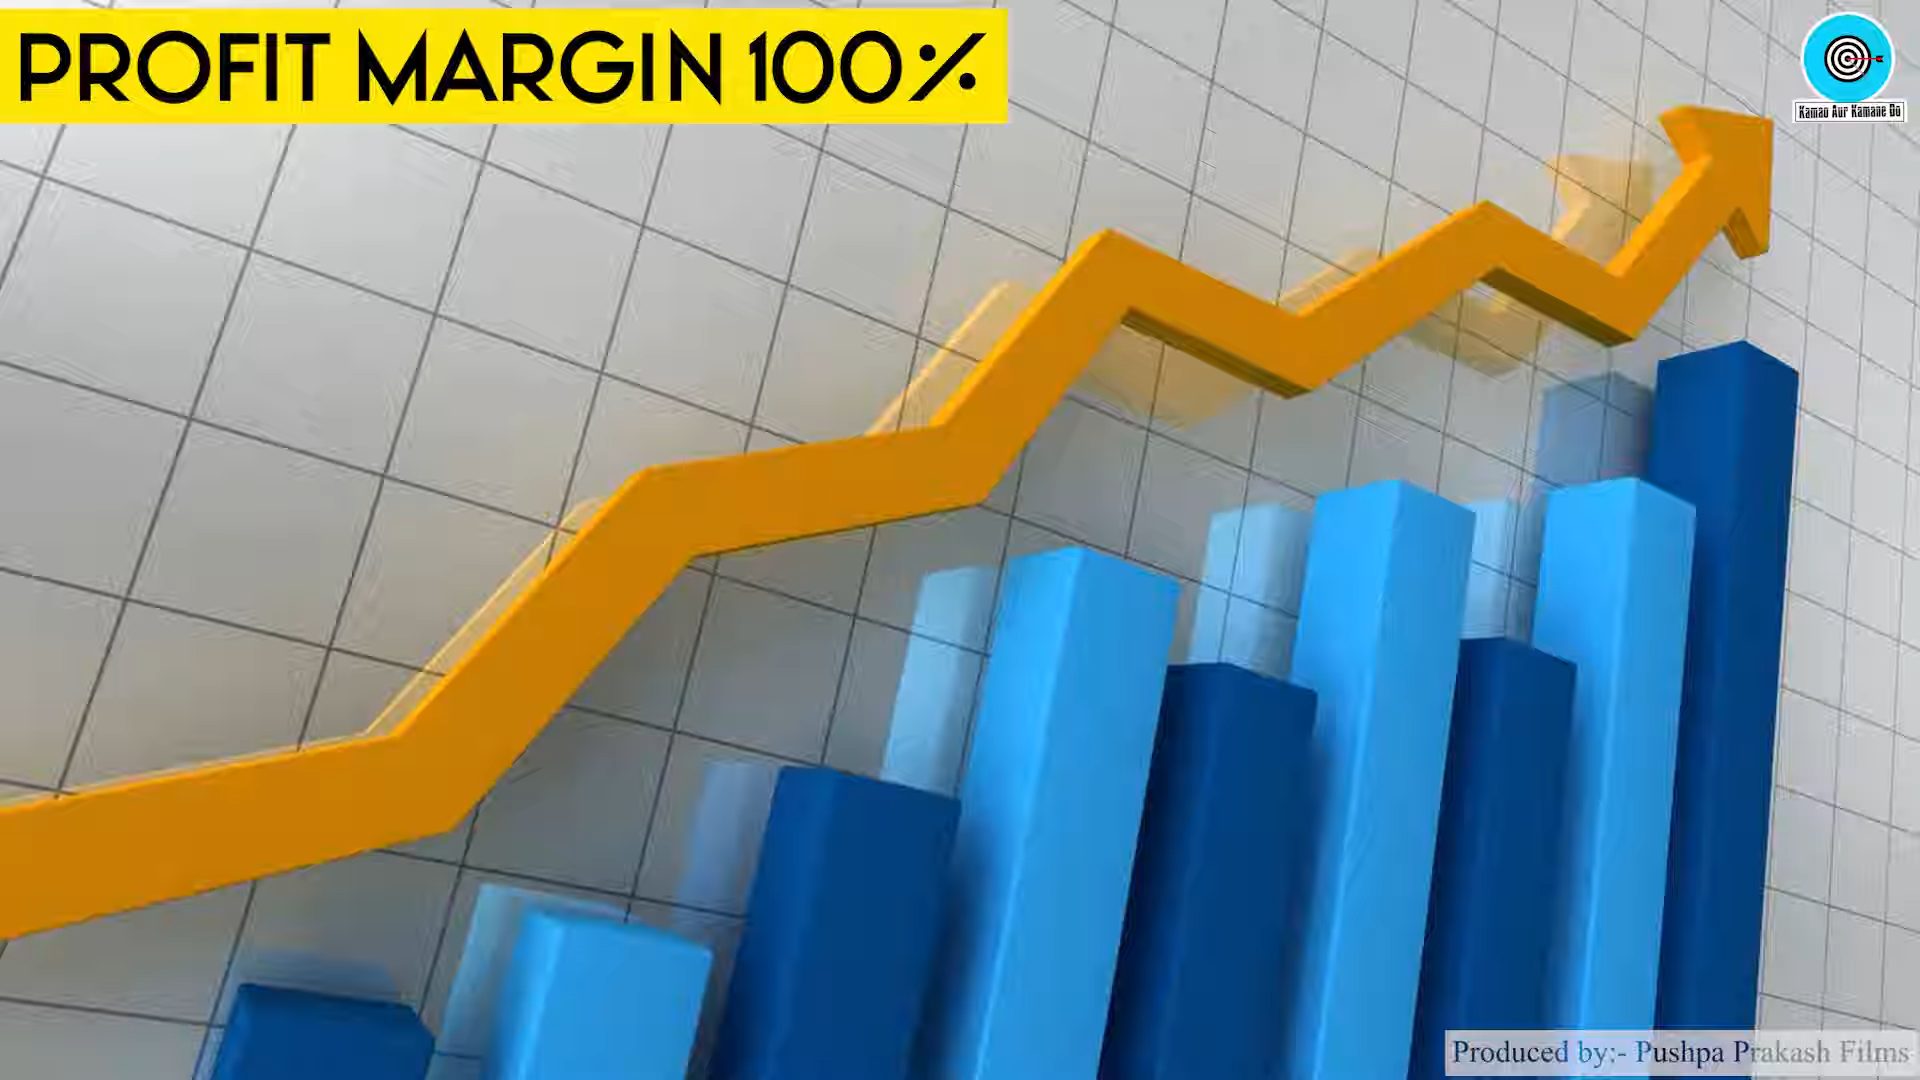 PROFIT MARGIN 100%
Kamao Aur Kamane Do
Produced by:- Pushpa Prakash Films